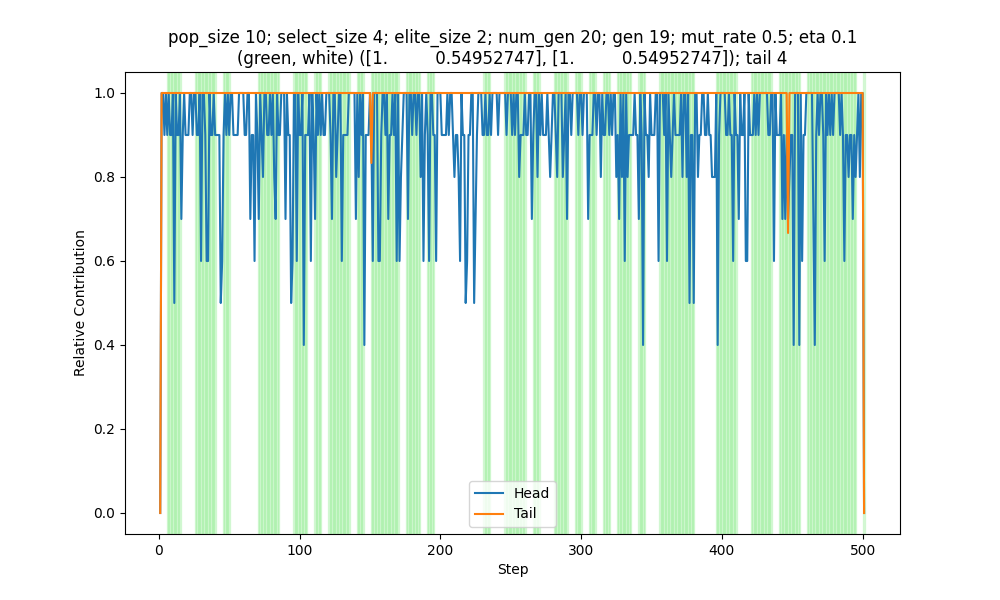 pop_size 10; select_size 4; elite_size 2; num_gen 20; gen 19; mut_rate 0.5; eta 0.1
(green, white) ([1.         0.54952747], [1.         0.54952747]); tail 4
1.0
0.8
0.6
0.4
0.2
0.0
Relative Contribution
Head
Tail
0
100
200
300
400
500
Step